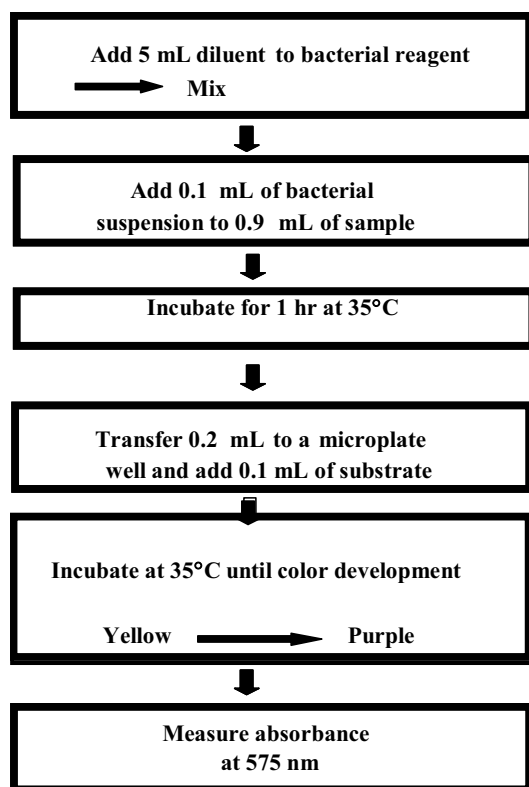 Add 5 mL diluent to bacterial reagent
Mix
Add 0.1 mL of bacterial
suspension to 0.9 mL of sample
Incubate for 1 hr at 35°C
Transfer 0.2 mL to a microplate
well and add 0.1 mL of substrate
Incubate at 35°C until color development
Yellow Purple
Measure absorbance
at 575 nm